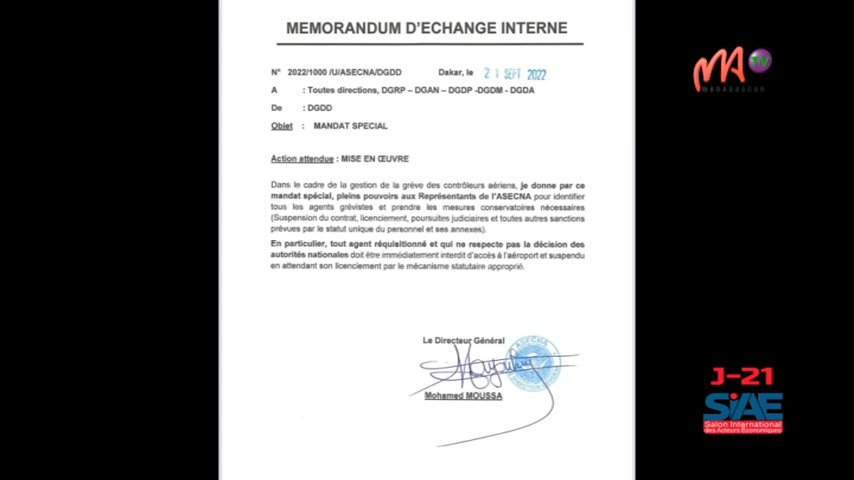 MEMORANDUM D'ECHANGE INTERNE
N° 2022/1000 /U/ASECNA/DGDD Dakar, le 21 SEPT 2022
A : Toutes directions, DGRP – DGAN – DGDP -DGDM - DGDA
De : DGDD
Objet : MANDAT SPECIAL
Action attendue : MISE EN ŒUVRE
Dans le cadre de la gestion de la grève des contrôleurs aériens, je donne par ce
mandat spécial, pleins pouvoirs aux Représentants de l'ASECNA pour identifier
tous les agents grévistes et prendre les mesures conservatoires nécessaires
(Suspension du contrat, licenciement, poursuites judiciaires et toutes autres sanctions
prévues par le statut unique du personnel et ses annexes).
En particulier, tout agent réquisitionné et qui ne respecte pas la décision des
autorités nationales doit être immédiatement interdit d'accès à l'aéroport et suspendu
en attendant son licenciement par le mécanisme statutaire approprié.
Le Directeur Général
ASECNA
Mohamed MOUSSA
MA TV
MADAGASCAR
J-21
SIAE
Salon International
des Acteurs Économiques